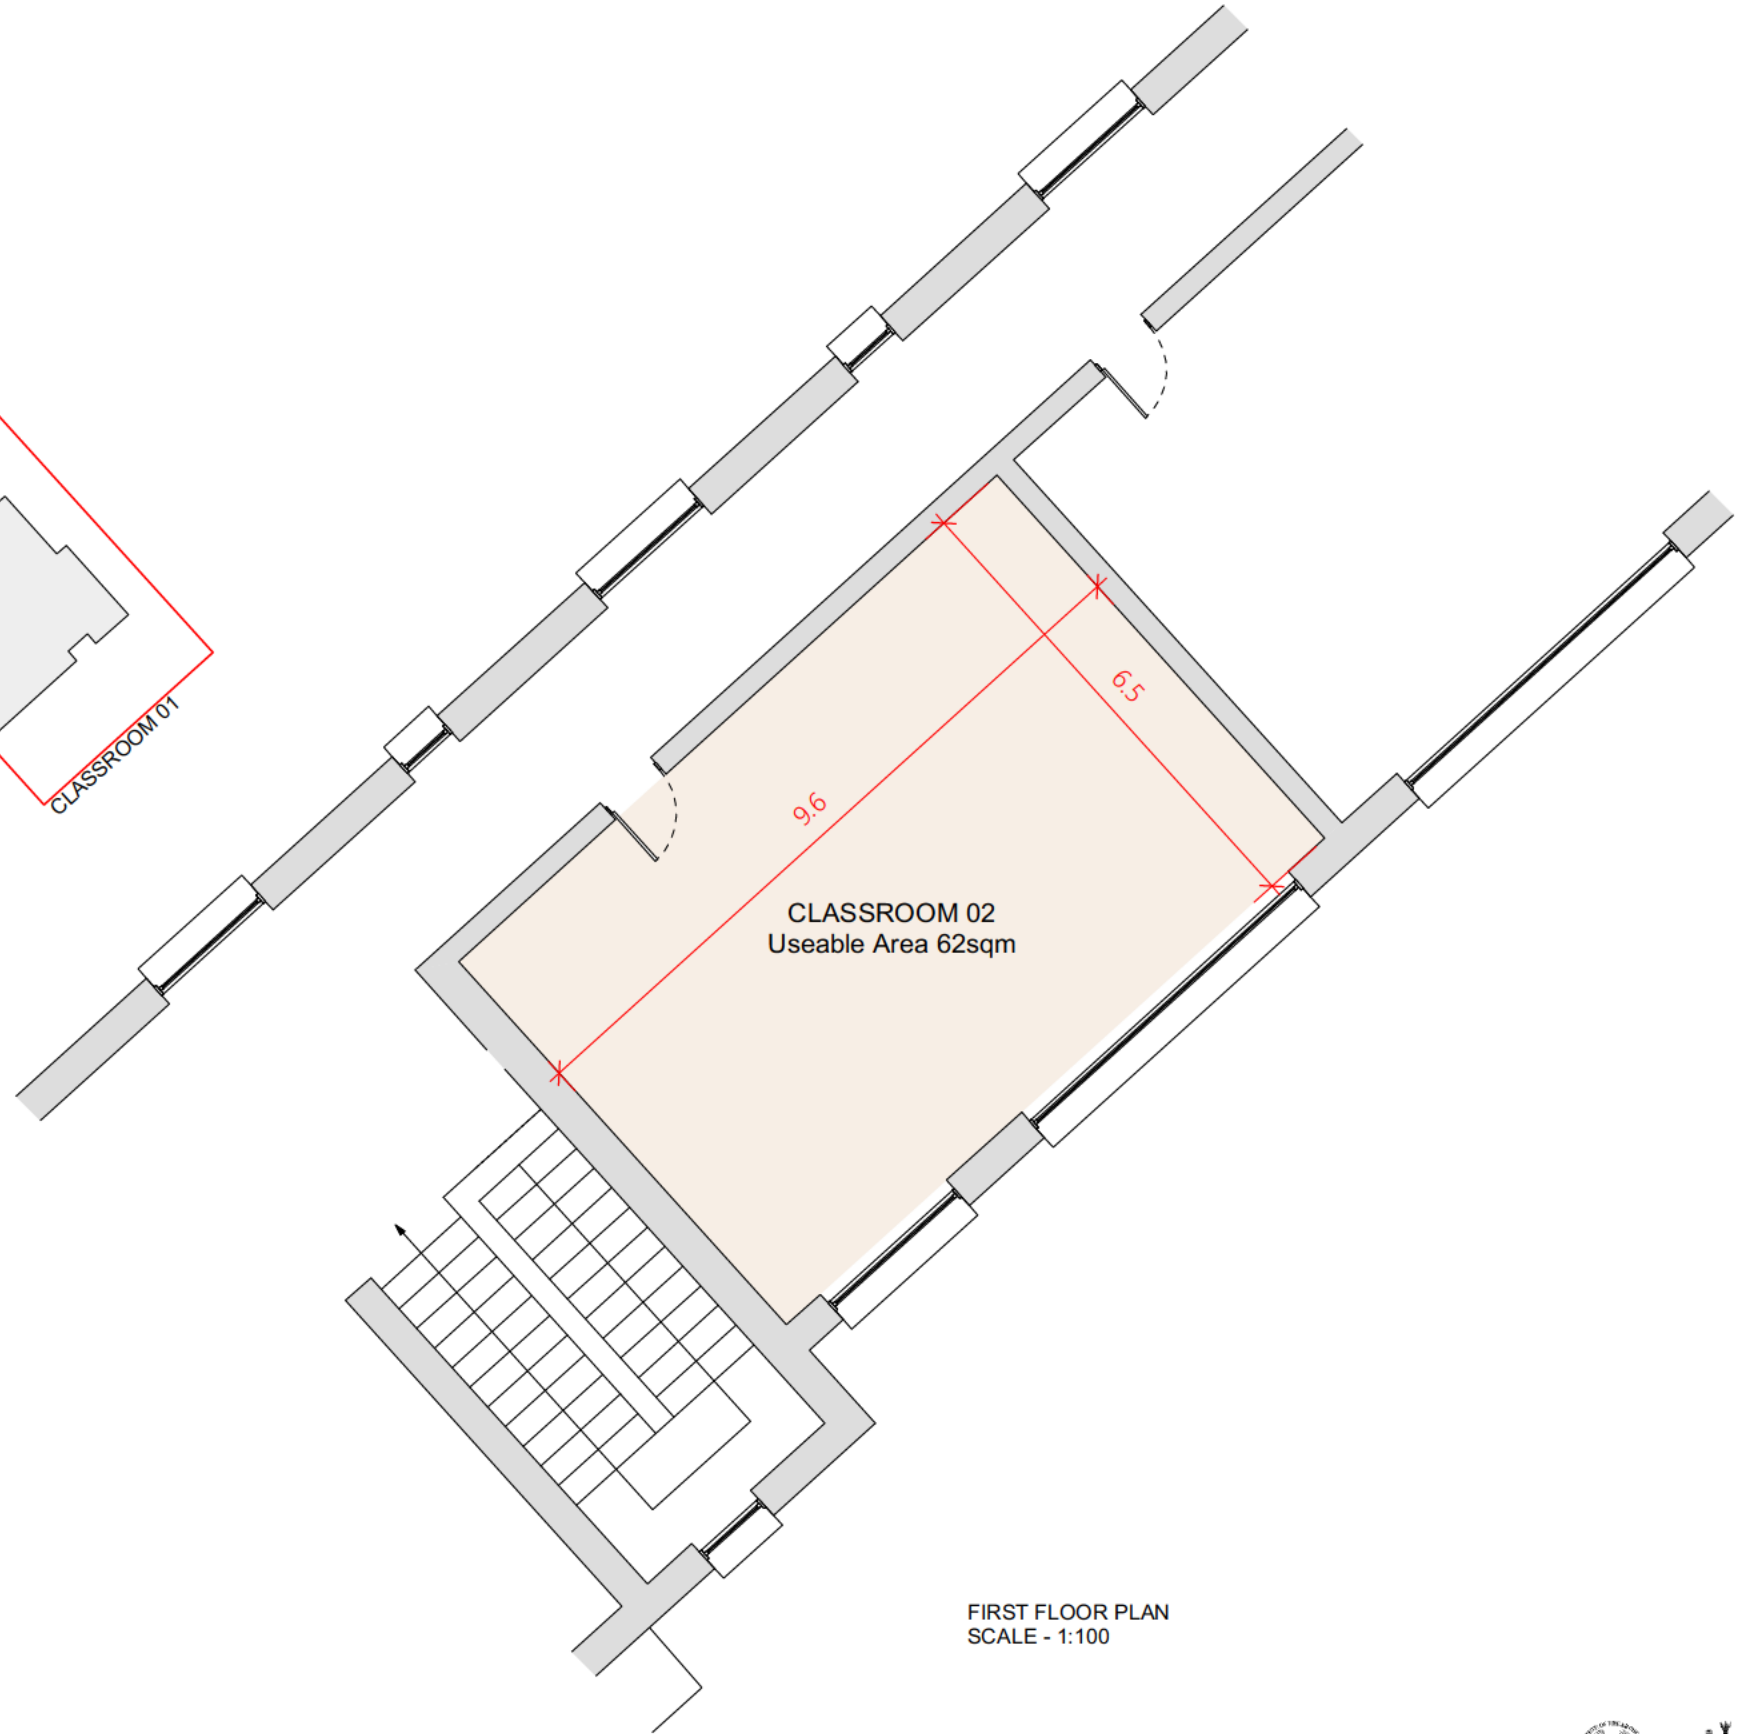 CLASSROOM 01
6.5
9.6
CLASSROOM 02
Useable Area 62sqm
FIRST FLOOR PLAN
SCALE - 1:100